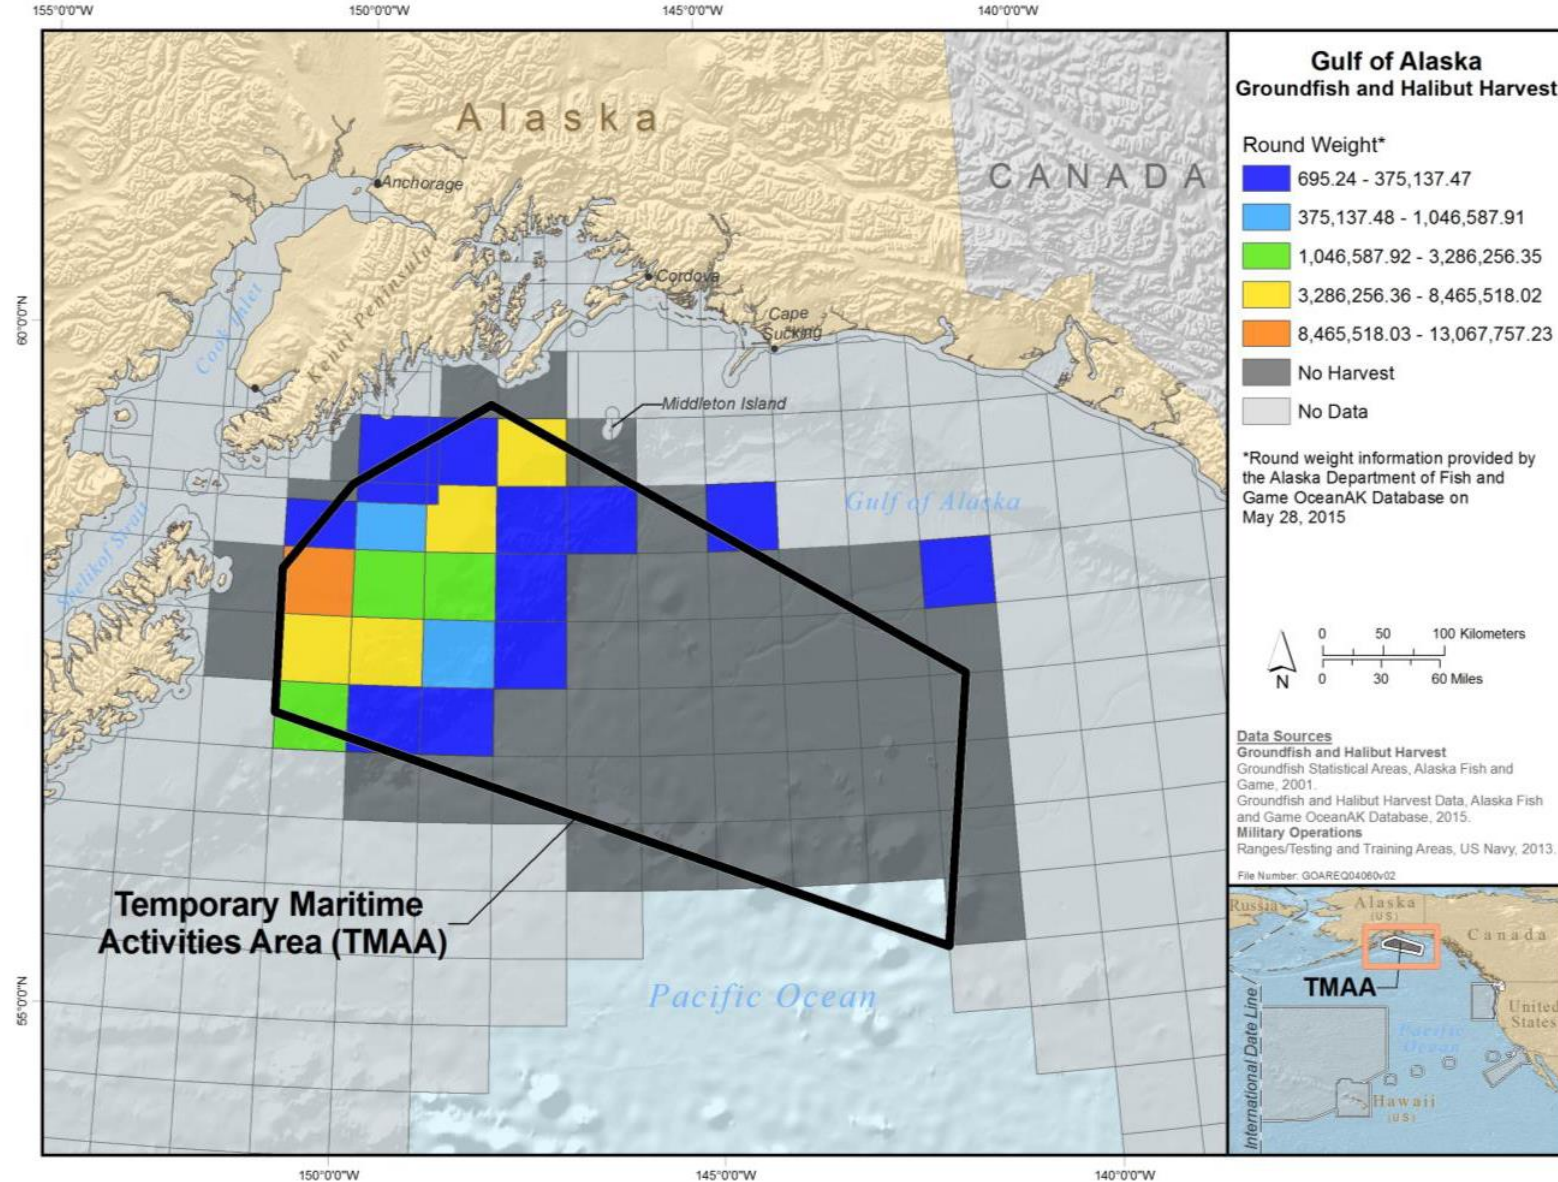 155°0'0"W
150°0'0"W
145°0'0"W
140°0'0"W
60°0'0"N
55°0'0"N
Alaska
CANADA
Anchorage
Kenai Peninsula
Cook Inlet
Cordova
Cape
Suckling
Middleton Island
Gulf of Alaska
Shelikof Strait
Temporary Maritime
Activities Area (TMAA)
Pacific Ocean
150°0'0"W
145°0'0"W
140°0'0"W
Gulf of Alaska
Groundfish and Halibut Harvest
Round Weight*
695.24 - 375,137.47
375,137.48 - 1,046,587.91
1,046,587.92 - 3,286,256.35
3,286,256.36 - 8,465,518.02
8,465,518.03 - 13,067,757.23
No Harvest
No Data
*Round weight information provided by
the Alaska Department of Fish and
Game OceanAK Database on
May 28, 2015
0 50 100 Kilometers
0 30 60 Miles
N
Data Sources
Groundfish and Halibut Harvest
Groundfish Statistical Areas, Alaska Fish and
Game, 2001.
Groundfish and Halibut Harvest Data, Alaska Fish
and Game OceanAK Database, 2015.
Military Operations
Ranges/Testing and Training Areas, US Navy, 2013.
File Number: GOAREQ04060v02
Russia
Alaska
(US)
Canada
TMAA
United
States
Pacific
Ocean
International Date Line
Hawaii
(US)